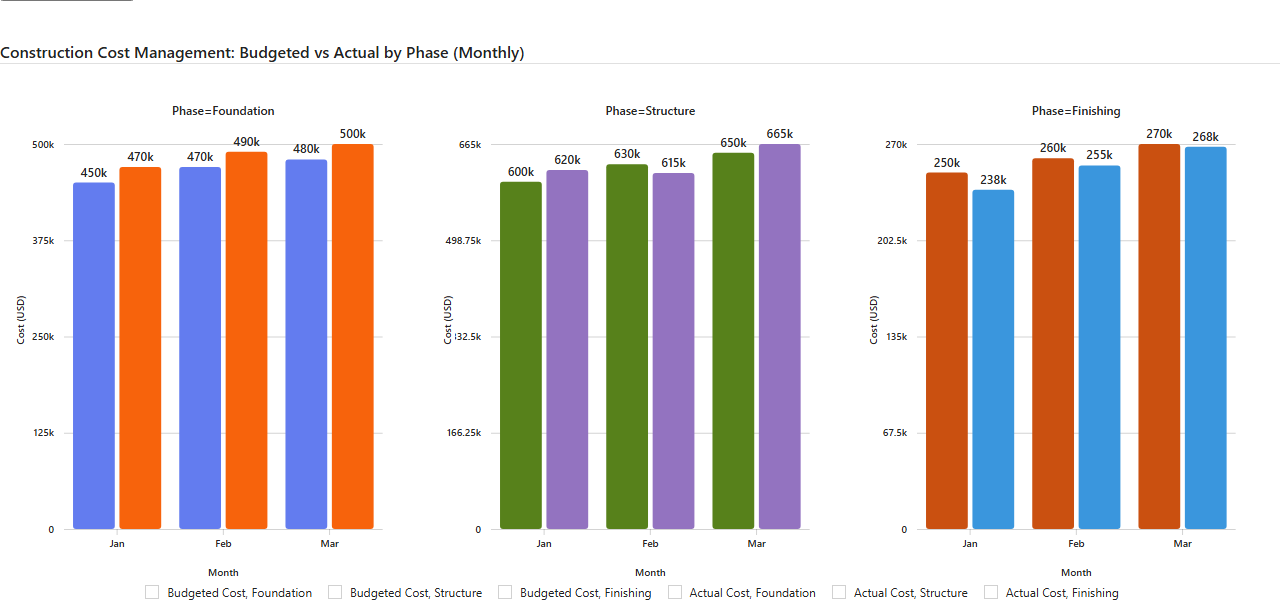 Construction Cost Management: Budgeted vs Actual by Phase (Monthly)
Phase=Foundation
500k
375k
250k
125k
0
Cost (USD)
450k
470k
470k
490k
480k
500k
Jan
Feb
Mar
Month
Phase=Structure
665k
498.75k
332.5k
166.25k
0
Cost (USD)
600k
620k
630k
615k
650k
665k
Jan
Feb
Mar
Month
Phase=Finishing
270k
202.5k
135k
67.5k
0
Cost (USD)
250k
238k
260k
255k
270k
268k
Jan
Feb
Mar
Month
Budgeted Cost, Foundation
Budgeted Cost, Structure
Budgeted Cost, Finishing
Actual Cost, Foundation
Actual Cost, Structure
Actual Cost, Finishing